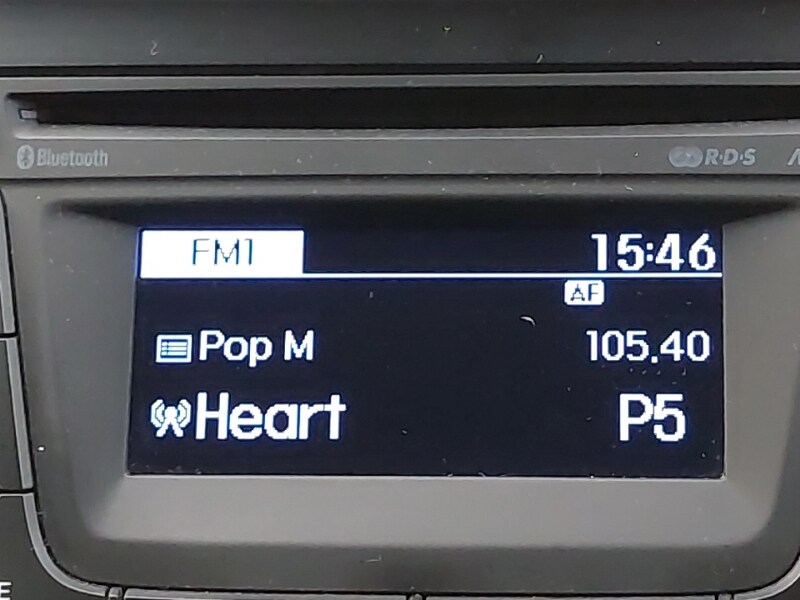 Bluetooth R·D·S
FM1 15:46
AF
Pop M 105.40
Heart P5
E